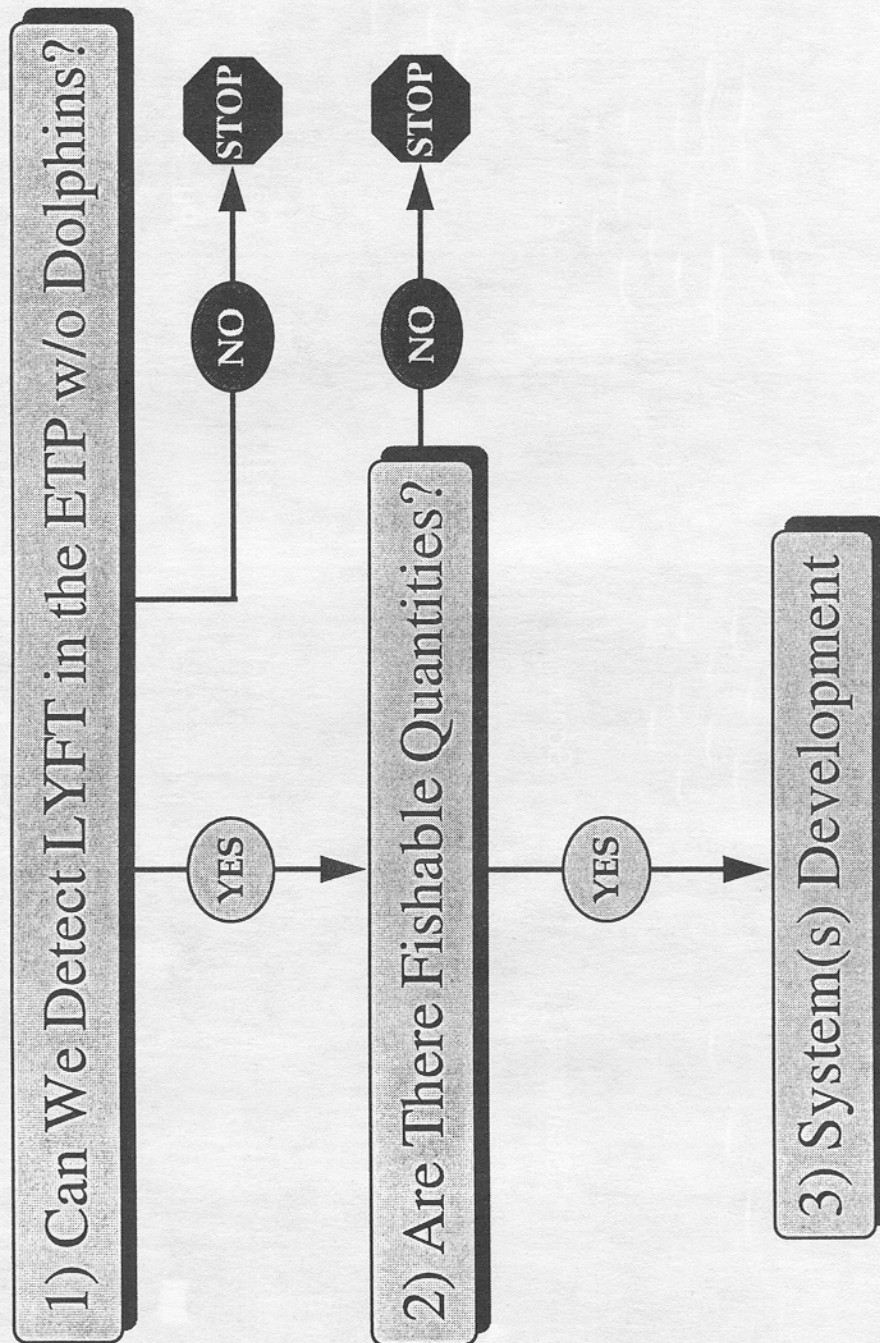 1) Can We Detect LYFT in the ETP w/o Dolphins?
YES
NO
STOP
2) Are There Fishable Quantities?
NO
STOP
YES
3) System(s) Development